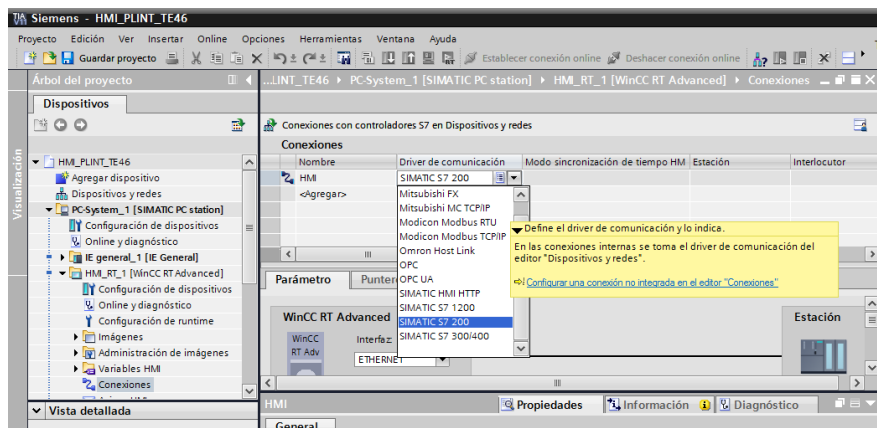 Siemens - HMI_PLINT_TE46
Proyecto Edición Ver Insertar Online Opciones Herramientas Ventana Ayuda
Guardar proyecto Establecer conexión online Deshacer conexión online
Árbol del proyecto
...LINT_TE46 PC-System_1 [SIMATIC PC station] HMI_RT_1 [WinCC RT Advanced] Conexiones
Dispositivos
Visualización
HMI_PLINT_TE46
Agregar dispositivo
Dispositivos y redes
PC-System_1 [SIMATIC PC station]
Configuración de dispositivos
Online y diagnóstico
IE general_1 [IE General]
HMI_RT_1 [WinCC RT Advanced]
Configuración de dispositivos
Online y diagnóstico
Configuración de runtime
Imágenes
Administración de imágenes
Variables HMI
Conexiones
Vista detallada
Conexiones con controladores S7 en Dispositivos y redes
Conexiones
Nombre Driver de comunicación Modo sincronización de tiempo HM Estación Interlocutor
HMI SIMATIC S7 200
<Agregar>
Mitsubishi FX
Mitsubishi MC TCP/IP
Modicon Modbus RTU
Modicon Modbus TCP/IP
Omron Host Link
OPC
OPC UA
SIMATIC HMI HTTP
SIMATIC S7 1200
SIMATIC S7 200
SIMATIC S7 300/400
Define el driver de comunicación y lo indica.
En las conexiones internas se toma el driver de comunicación del
editor "Dispositivos y redes".
Configurar una conexión no integrada en el editor "Conexiones"
Parámetro
WinCC RT Advanced
Estación
WinCC
RT Adv
Interfaz
ETHERNET
HMI
Propiedades Información Diagnóstico
General